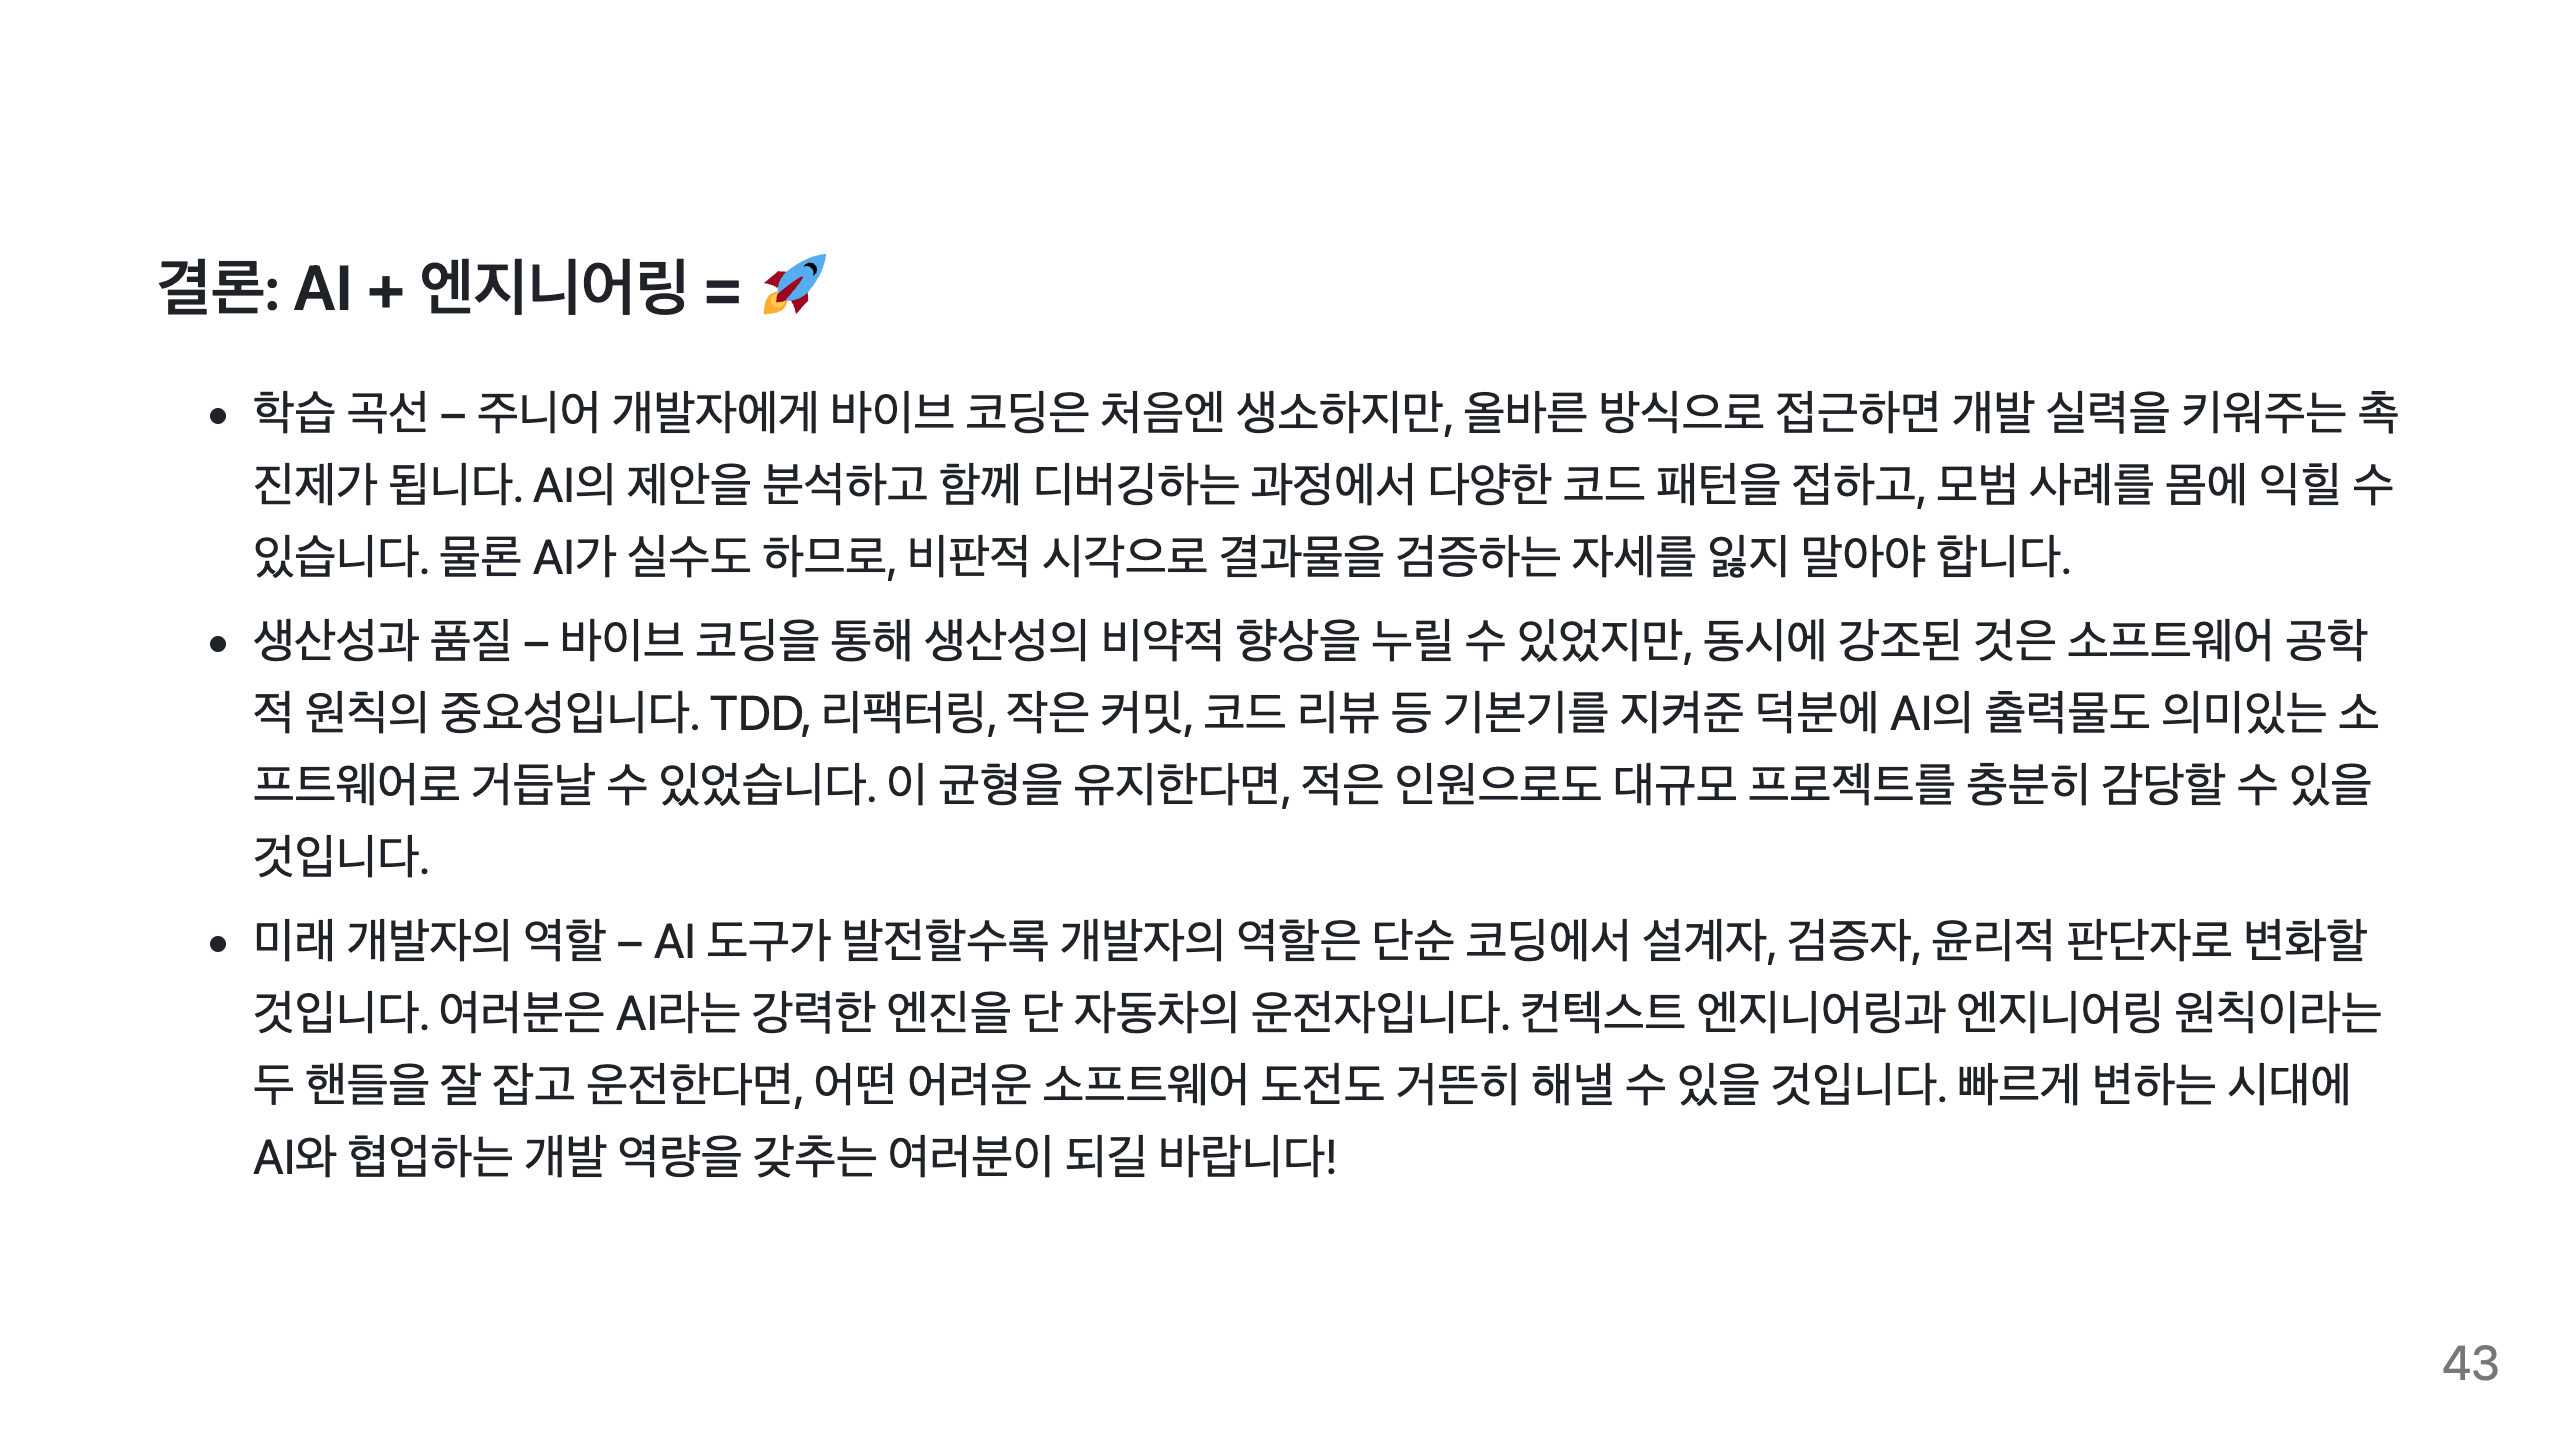 결론: AI + 엔지니어링 = 🚀
• 학습 곡선 – 주니어 개발자에게 바이브 코딩은 처음엔 생소하지만, 올바른 방식으로 접근하면 개발 실력을 키워주는 촉
진제가 됩니다. AI의 제안을 분석하고 함께 디버깅하는 과정에서 다양한 코드 패턴을 접하고, 모범 사례를 몸에 익힐 수
있습니다. 물론 AI가 실수도 하므로, 비판적 시각으로 결과물을 검증하는 자세를 잃지 말아야 합니다.
• 생산성과 품질 – 바이브 코딩을 통해 생산성의 비약적 향상을 누릴 수 있었지만, 동시에 강조된 것은 소프트웨어 공학
적 원칙의 중요성입니다. TDD, 리팩터링, 작은 커밋, 코드 리뷰 등 기본기를 지켜준 덕분에 AI의 출력물도 의미있는 소
프트웨어로 거듭날 수 있었습니다. 이 균형을 유지한다면, 적은 인원으로도 대규모 프로젝트를 충분히 감당할 수 있을
것입니다.
• 미래 개발자의 역할 – AI 도구가 발전할수록 개발자의 역할은 단순 코딩에서 설계자, 검증자, 윤리적 판단자로 변화할
것입니다. 여러분은 AI라는 강력한 엔진을 단 자동차의 운전자입니다. 컨텍스트 엔지니어링과 엔지니어링 원칙이라는
두 핸들을 잘 잡고 운전한다면, 어떤 어려운 소프트웨어 도전도 거뜬히 해낼 수 있을 것입니다. 빠르게 변하는 시대에
AI와 협업하는 개발 역량을 갖추는 여러분이 되길 바랍니다!
43